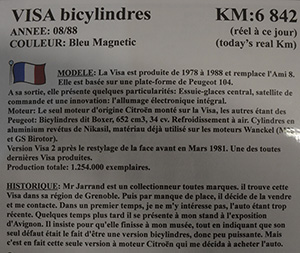 VISA bicylindres KM:6 842
ANNEE: 08/88 (réel à ce jour)
COULEUR: Bleu Magnetic (today's real Km)
MODELE: La Visa est produite de 1978 à 1988 et remplace l'Ami 8.
Elle est basée sur une plate-forme de Peugeot 104.
A sa sortie, elle présente quelques particularités: Essuie-glaces central, satellite de
commande et une innovation: l'allumage électronique intégral.
Moteur: Le seul moteur d'origine Citroën monté sur la Visa, les autres étant des
Peugeot: Bicylindres dit Boxer, 652 cm3, 34 cv. Refroidissement à air. Cylindres en
aluminium revêtus de Nikasil, matériau déjà utilisé sur les moteurs Wanckel (M
et GS Birotor).
Version Visa 2 après le restylage de la face avant en Mars 1981. Une des toutes
dernières Visa produites.
Production totale: 1.254.000 exemplaires.
HISTORIQUE: Mr Jarrand est un collectionneur toutes marques. il trouve cette
Visa dans sa région de Grenoble. Puis par manque de place, il décide de la vendre
et me contacte. Dans un premier temps, je ne m'y intéresse pas, l'auto étant trop
récente. Quelques temps plus tard il se présente à mon stand à l'exposition
d'Avignon. Il insiste pour qu'elle finisse à mon musée, tout en indiquant que son
seul défaut était le fait d'être une version bicylindres, donc peu puissante. Mais
c'est en fait cette seule version à moteur Citroën qui me décida à acheter l'auto.